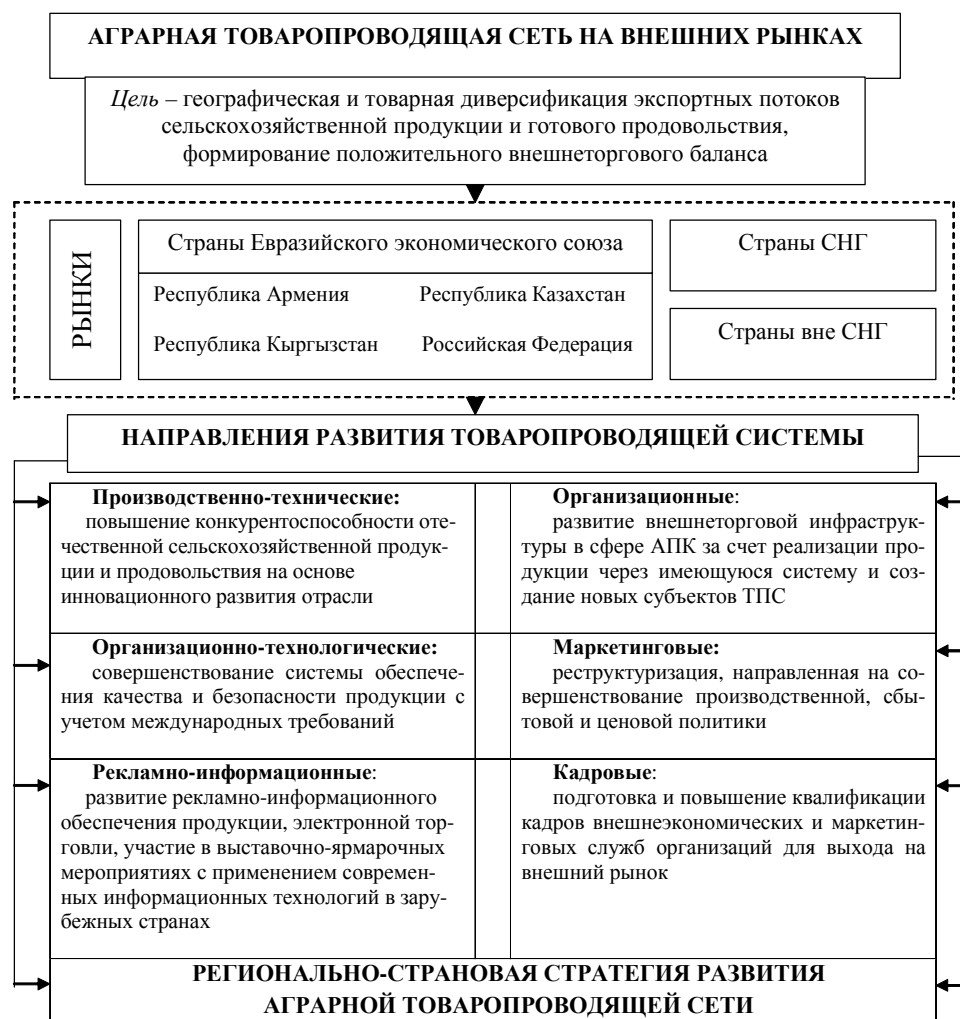 АГРАРНАЯ ТОВАРОПРОВОДЯЩАЯ СЕТЬ НА ВНЕШНИХ РЫНКАХ
Цель – географическая и товарная диверсификация экспортных потоков
сельскохозяйственной продукции и готового продовольствия,
формирование положительного внешнеторгового баланса
РЫНКИ
Страны Евразийского экономического союза
Республика Армения
Республика Казахстан
Республика Кыргызстан
Российская Федерация
Страны СНГ
Страны вне СНГ
НАПРАВЛЕНИЯ РАЗВИТИЯ ТОВАРОПРОВОДЯЩЕЙ СИСТЕМЫ
Производственно-технические:
повышение конкурентоспособности оте-
чественной сельскохозяйственной продук-
ции и продовольствия на основе
инновационного развития отрасли
Организационные:
развитие внешнеторговой инфраструк-
туры в сфере АПК за счет реализации про-
дукции через имеющуюся систему и соз-
дание новых субъектов ТПС
Организационно-технологические:
совершенствование системы обеспече-
ния качества и безопасности продукции с
учетом международных требований
Маркетинговые:
реструктуризация, направленная на со-
вершенствование производственной, сбы-
товой и ценовой политики
Рекламно-информационные:
развитие рекламно-информационного
обеспечения продукции, электронной тор-
говли, участие в выставочно-ярмарочных
мероприятиях с применением современ-
ных информационных технологий в зару-
бежных странах
Кадровые:
подготовка и повышение квалификации
кадров внешнеэкономических и маркетин-
говых служб организаций для выхода на
внешний рынок
РЕГИОНАЛЬНО-СТРАНОВАЯ СТРАТЕГИЯ РАЗВИТИЯ
АГРАРНОЙ ТОВАРОПРОВОДЯЩЕЙ СЕТИ